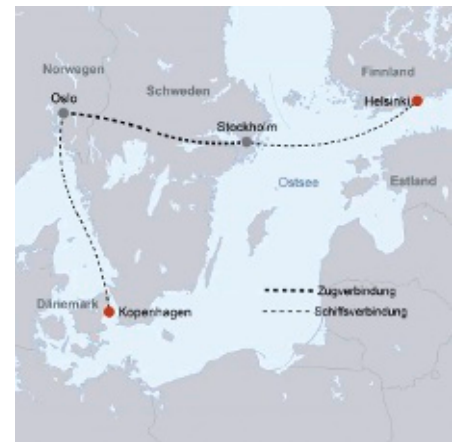 Norwegen
Finnland
Schweden
Oslo
Helsinki
Stockholm
Ostsee
Estland
Zugverbindung
Dänemark
Kopenhagen
Schiffsverbindung